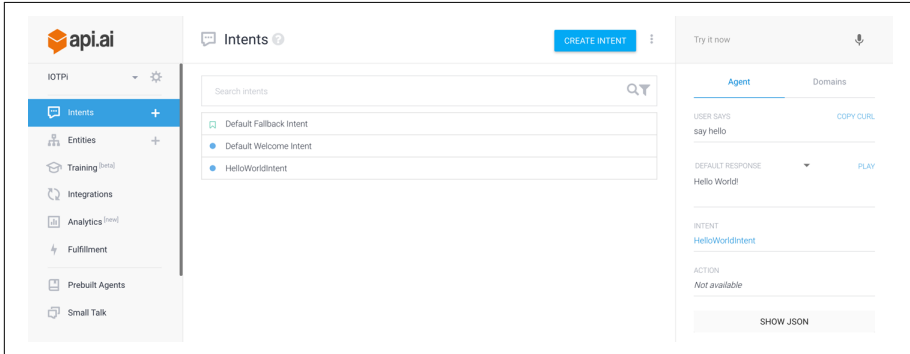 api.ai
IOTPi
Intents
Entities
Training [beta]
Integrations
Analytics [new]
Fulfillment
Prebuilt Agents
Small Talk
Intents
CREATE INTENT
Search intents
Default Fallback Intent
Default Welcome Intent
HelloWorldIntent
Try it now
Agent Domains
USER SAYS COPY CURL
say hello
DEFAULT RESPONSE PLAY
Hello World!
INTENT
HelloWorldIntent
ACTION
Not available
SHOW JSON